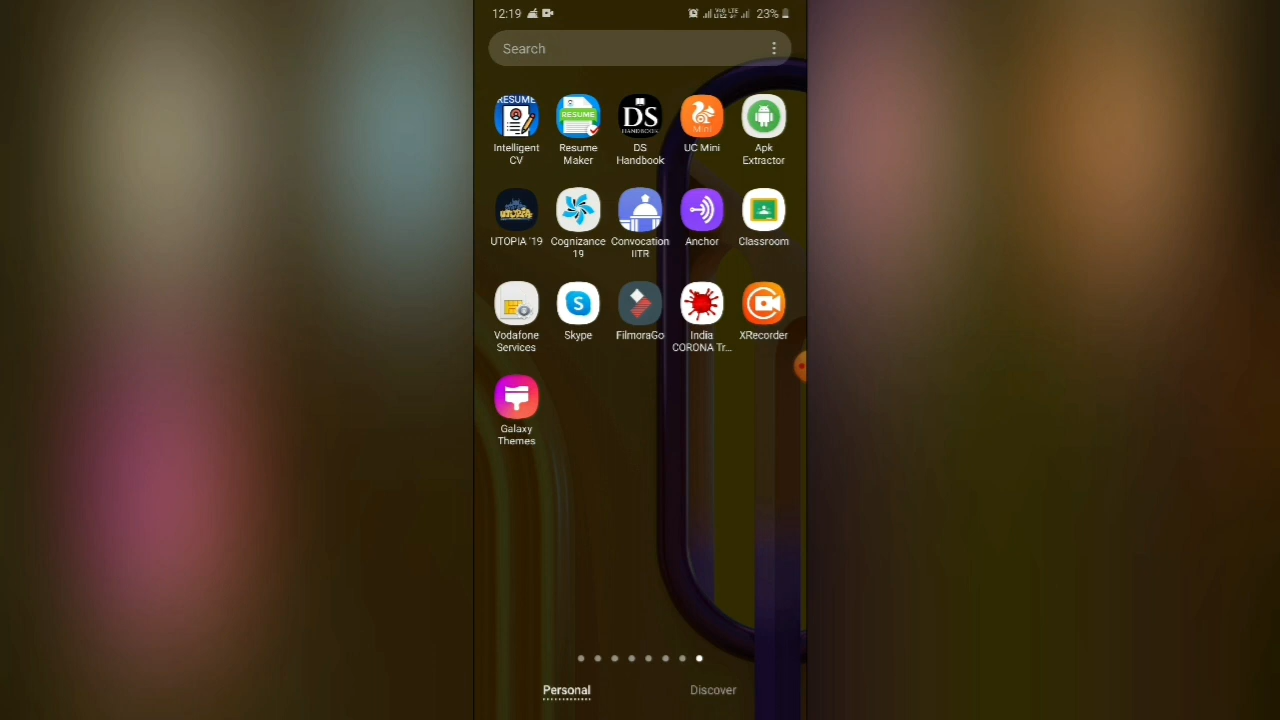 12:19 23%
Search
RESUME RESUME DS Mini
HANDBOOK
Intelligent Resume DS UC Mini Apk
CV Maker Handbook Extractor
UTOPIA
UTOPIA '19 Cognizance Convocation Anchor Classroom
19 IITR
S
Vodafone Skype FilmoraGo India XRecorder
Services CORONA Tr...
Galaxy
Themes
Personal Discover